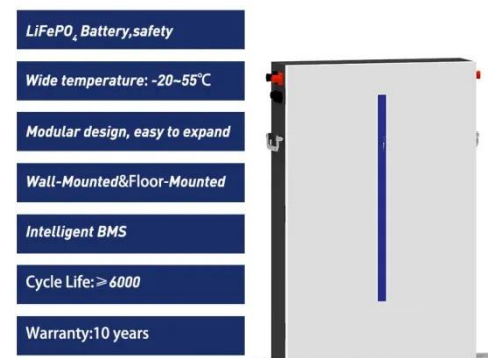 LiFePO₄ Battery,safety
Wide temperature: -20~55℃
Modular design, easy to expand
Wall-Mounted&Floor-Mounted
Intelligent BMS
Cycle Life:≥6000
Warranty:10 years